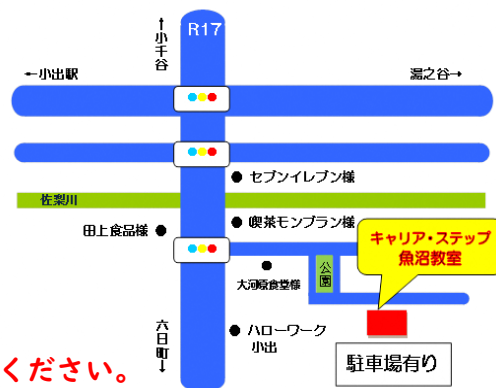 R17
↑小千谷
←小出駅
湯之谷→
●セブンイレブン様
佐梨川
田上食品様●
●喫茶モンブラン様
キャリア・ステップ
魚沼教室
公園
大河原食堂様
六日町↓
●ハローワーク
小出
駐車場有り
ください。